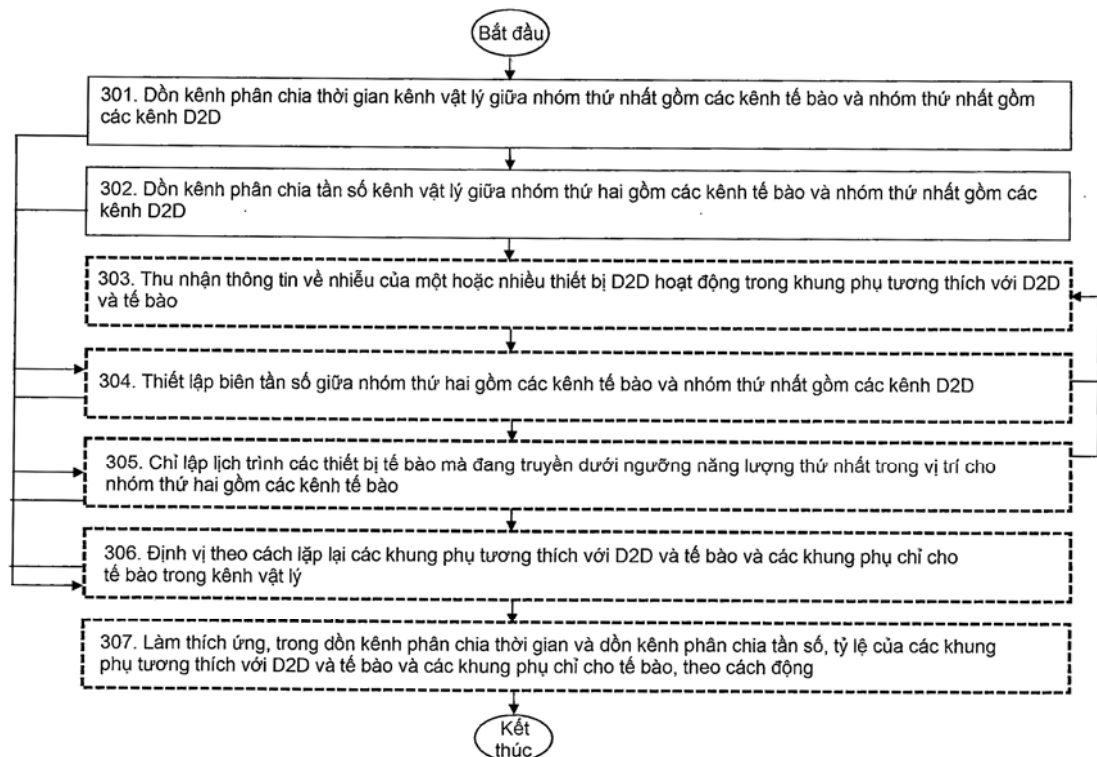 Bắt đầu
301. Dồn kênh phân chia thời gian kênh vật lý giữa nhóm thứ nhất gồm các kênh tế bào và nhóm thứ nhất gồm
các kênh D2D
302. Dồn kênh phân chia tần số kênh vật lý giữa nhóm thứ hai gồm các kênh tế bào và nhóm thứ nhất gồm các
kênh D2D
303. Thu nhận thông tin về nhiễu của một hoặc nhiều thiết bị D2D hoạt động trong khung phụ tương thích với D2D
và tế bào
304. Thiết lập biên tần số giữa nhóm thứ hai gồm các kênh tế bào và nhóm thứ nhất gồm các kênh D2D
305. Chỉ lập lịch trình các thiết bị tế bào mà đang truyền dưới ngưỡng năng lượng thứ nhất trong vị trí cho
nhóm thứ hai gồm các kênh tế bào
306. Định vị theo cách lặp lại các khung phụ tương thích với D2D và tế bào và các khung phụ chỉ cho
tế bào trong kênh vật lý
307. Làm thích ứng, trong dồn kênh phân chia thời gian và dồn kênh phân chia tần số, tỷ lệ của các khung
phụ tương thích với D2D và tế bào và các khung phụ chỉ cho tế bào, theo cách động
Kết
thúc